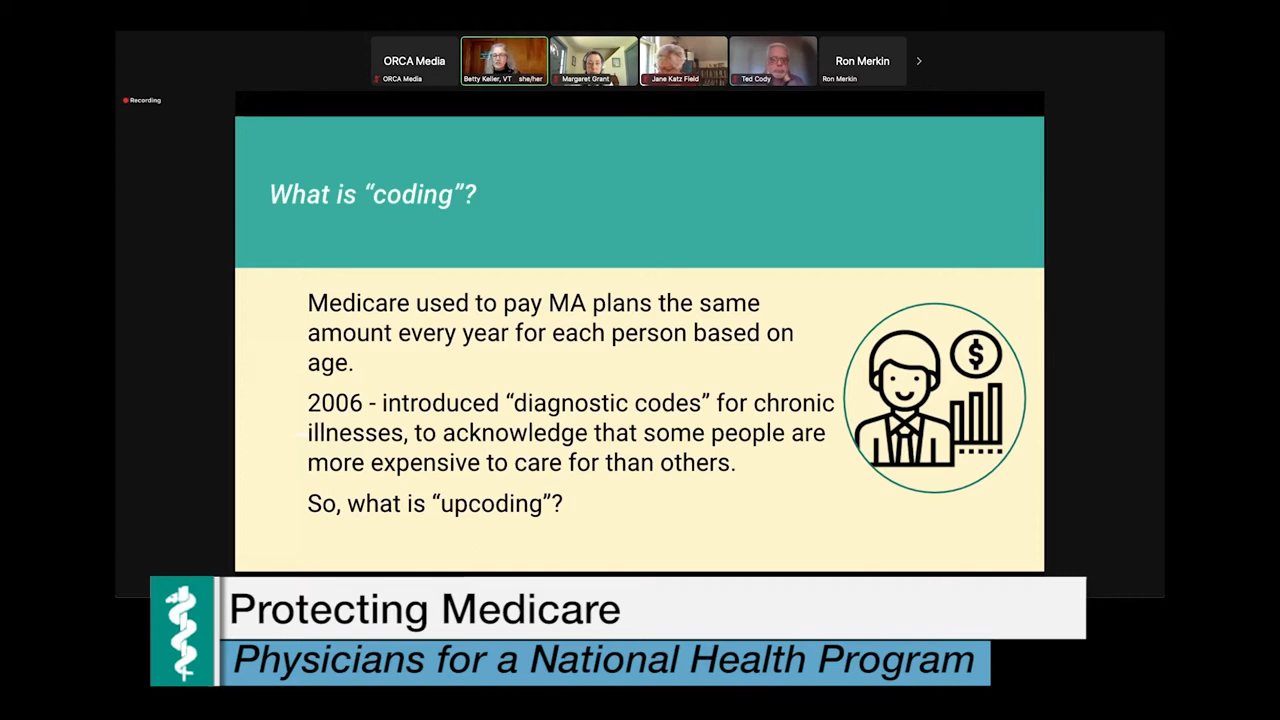 ORCA Media
Ron Merkin
ORCA Media
Betty Keller, VT she/her
Margaret Grant
Jane Katz Field
Ted Cody
Ron Merkin
Recording
What is “coding”?
Medicare used to pay MA plans the same
amount every year for each person based on
age.
2006 - introduced “diagnostic codes” for chronic
illnesses, to acknowledge that some people are
more expensive to care for than others.
So, what is “upcoding”?
$
Protecting Medicare
Physicians for a National Health Program